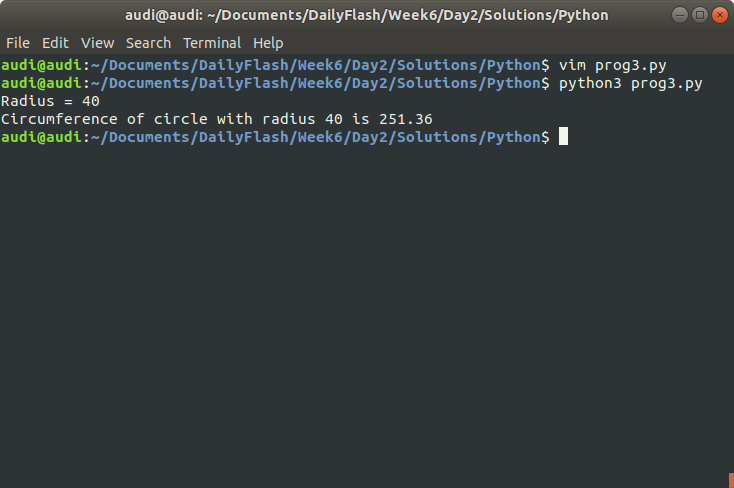 audi@audi: ~/Documents/DailyFlash/Week6/Day2/Solutions/Python
File Edit View Search Terminal Help
audi@audi:~/Documents/DailyFlash/Week6/Day2/Solutions/Python$ vim prog3.py
audi@audi:~/Documents/DailyFlash/Week6/Day2/Solutions/Python$ python3 prog3.py
Radius = 40
Circumference of circle with radius 40 is 251.36
audi@audi:~/Documents/DailyFlash/Week6/Day2/Solutions/Python$